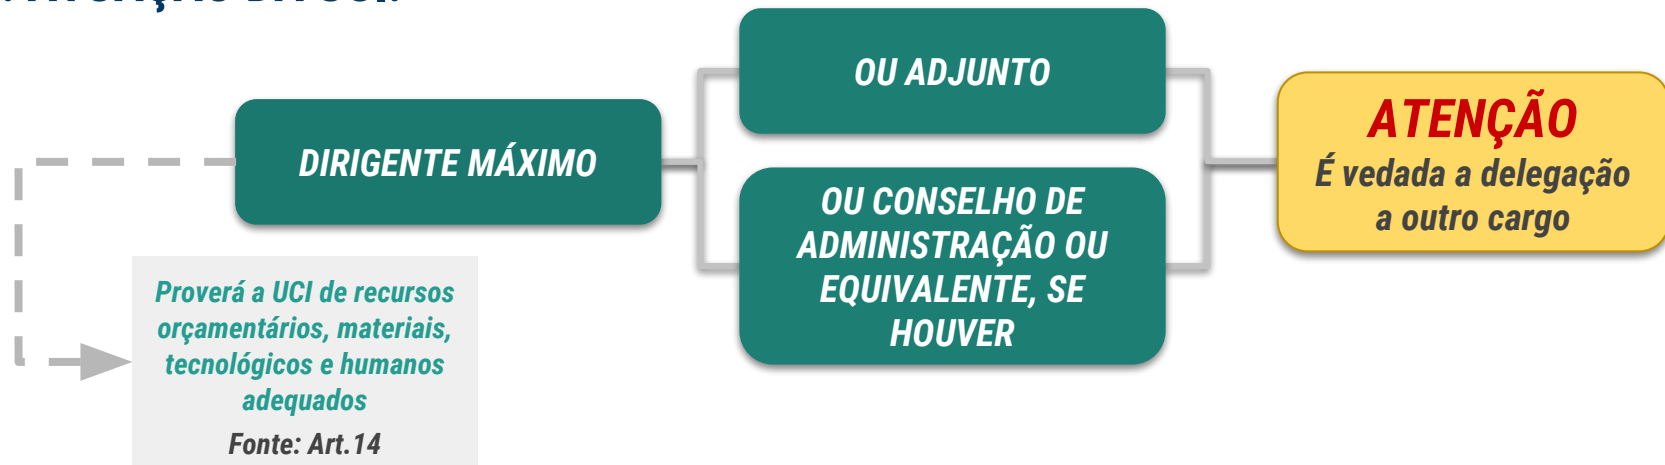 OU ADJUNTO
DIRIGENTE MÁXIMO
OU CONSELHO DE
ADMINISTRAÇÃO OU
EQUIVALENTE, SE
HOUVER
ATENÇÃO
É vedada a delegação
a outro cargo
Proverá a UCI de recursos
orçamentários, materiais,
tecnológicos e humanos
adequados
Fonte: Art.14